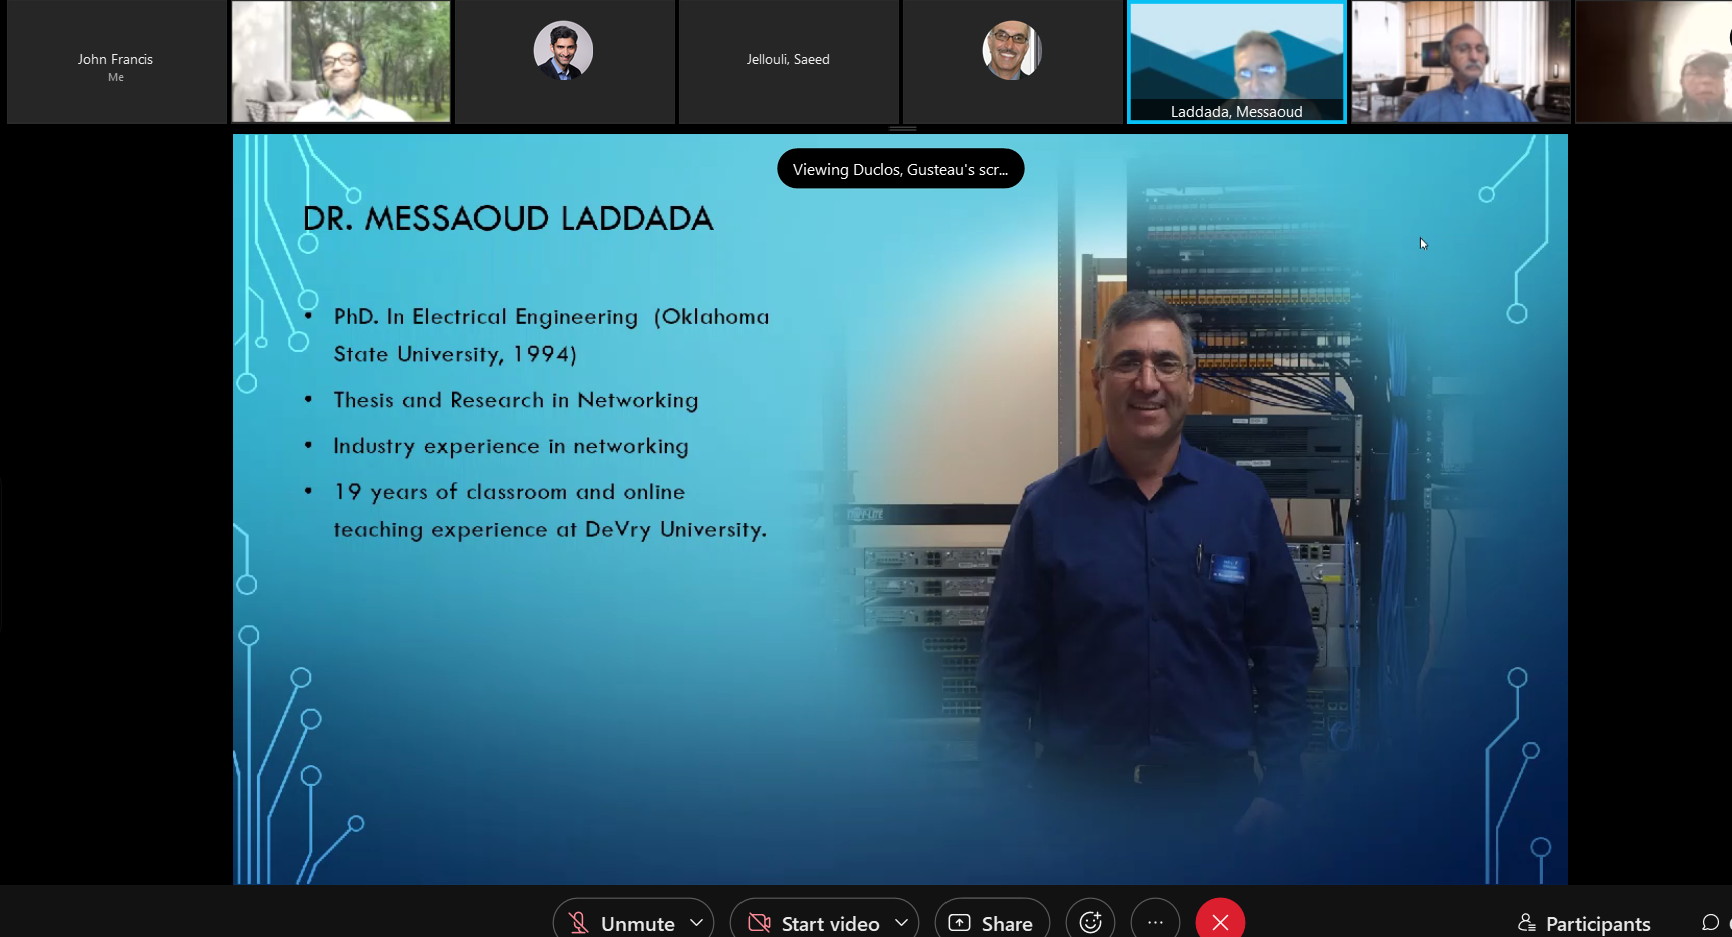 John Francis
Me
Jellouli, Saeed
Laddada, Messaoud
Viewing Duclos, Gusteau's scr...
DR. MESSAOUD LADDADA
• PhD. In Electrical Engineering (Oklahoma
State University, 1994)
• Thesis and Research in Networking
• Industry experience in networking
• 19 years of classroom and online
teaching experience at DeVry University.
Unmute
Start video
Share
Participants